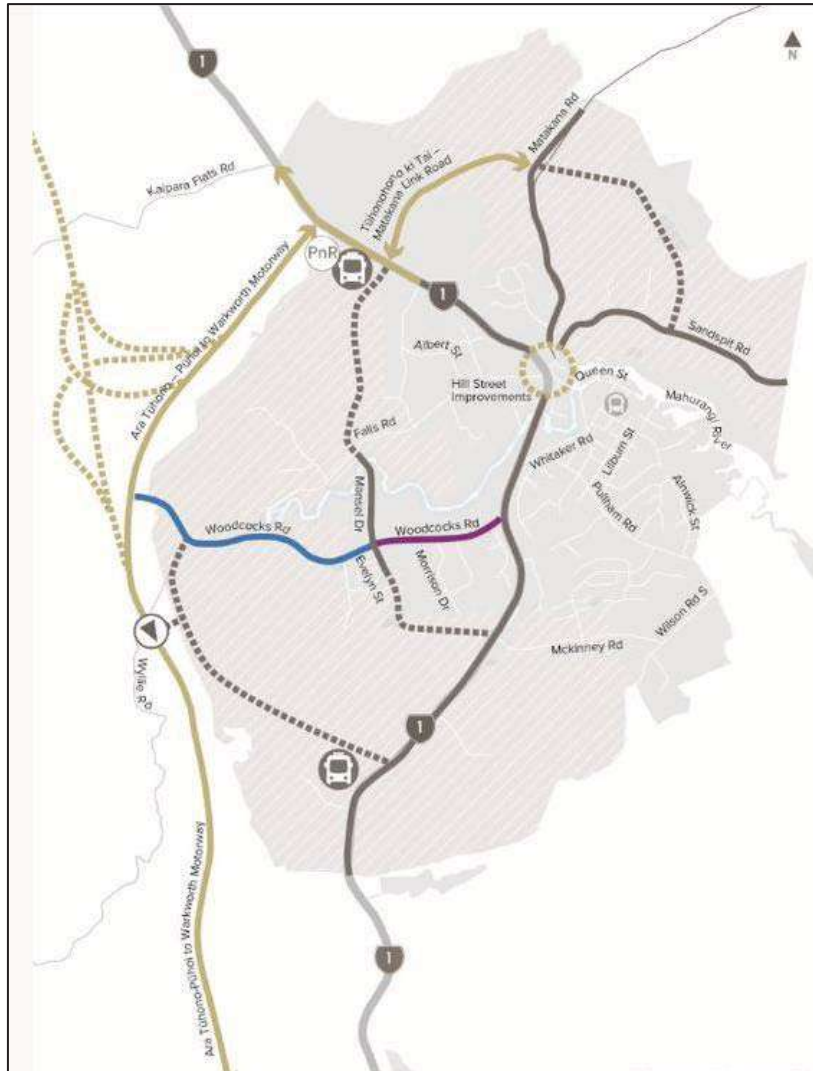 1
N
Matakana Rd
Kaipara Flats Rd
Tūhonohono ki Tai –
Matakana Link Road
PnR
1
Ara Tūhono – Pūhoi to Warkworth Motorway
Albert St
Sandspit Rd
Hill Street
Improvements
Queen St
Mahurangi
River
Falls Rd
Whitaker Rd
Lilburn St
Pulham Rd
Alnwick St
Mansel Dr
Woodcocks Rd
Woodcocks Rd
Evelyn St
Morrison Dr
Mckinney Rd
Wilson Rd S
Wyllie Rd
1
Ara Tūhono-Pūhoi to Warkworth Motorway
1